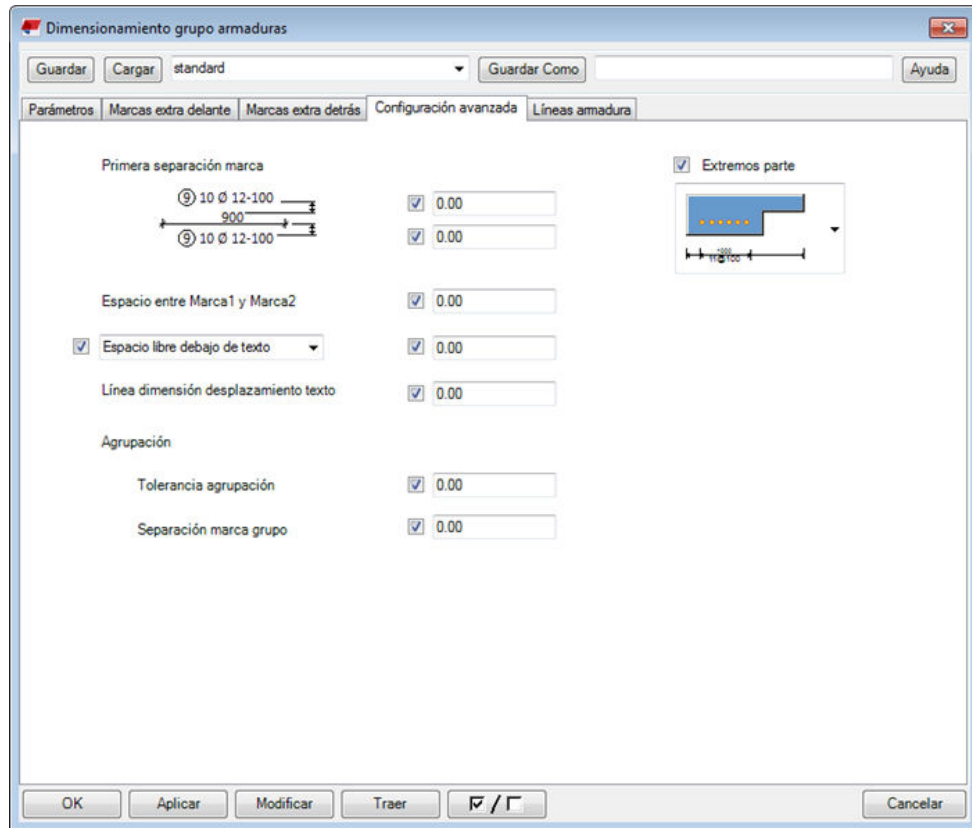 Dimensionamiento grupo armaduras
Guardar Cargar standard Guardar Como Ayuda
Parámetros Marcas extra delante Marcas extra detrás Configuración avanzada Líneas armadura
Primera separación marca
Extremos parte
9 10 Ø 12-100
0.00
900
9 10 Ø 12-100
0.00
Espacio entre Marca1 y Marca2
0.00
Espacio libre debajo de texto
0.00
Línea dimensión desplazamiento texto
0.00
Agrupación
Tolerancia agrupación
0.00
Separación marca grupo
0.00
OK Aplicar Modificar Traer / Cancelar